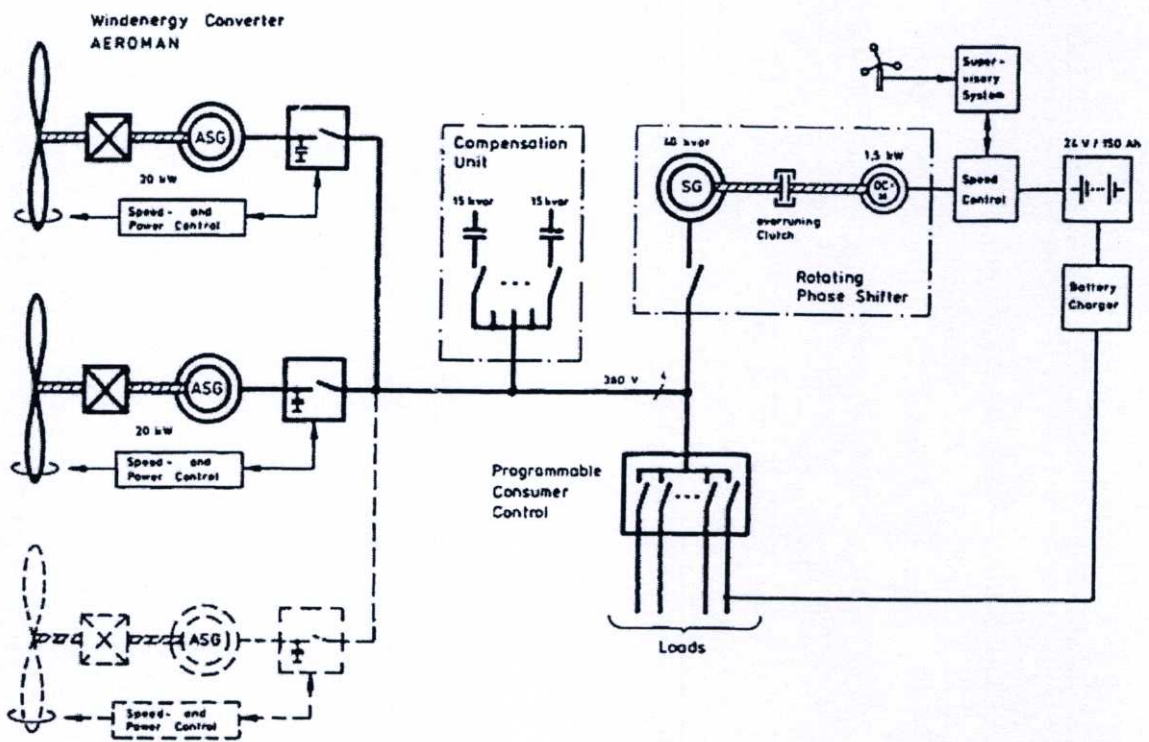 Windenergy Converter
AEROMAN
ASG
20 kW
Speed- and
Power Control
ASG
20 kW
Speed- and
Power Control
ASG
Speed- and
Power Control
Compensation
Unit
15 kvar
15 kvar
380 V
4
SG
overruning
Clutch
1,5 kW
Rotating
Phase Shifter
Super-
visory
System
Speed
Control
24 V / 150 Ah
Battery
Charger
Programmable
Consumer
Control
Loads